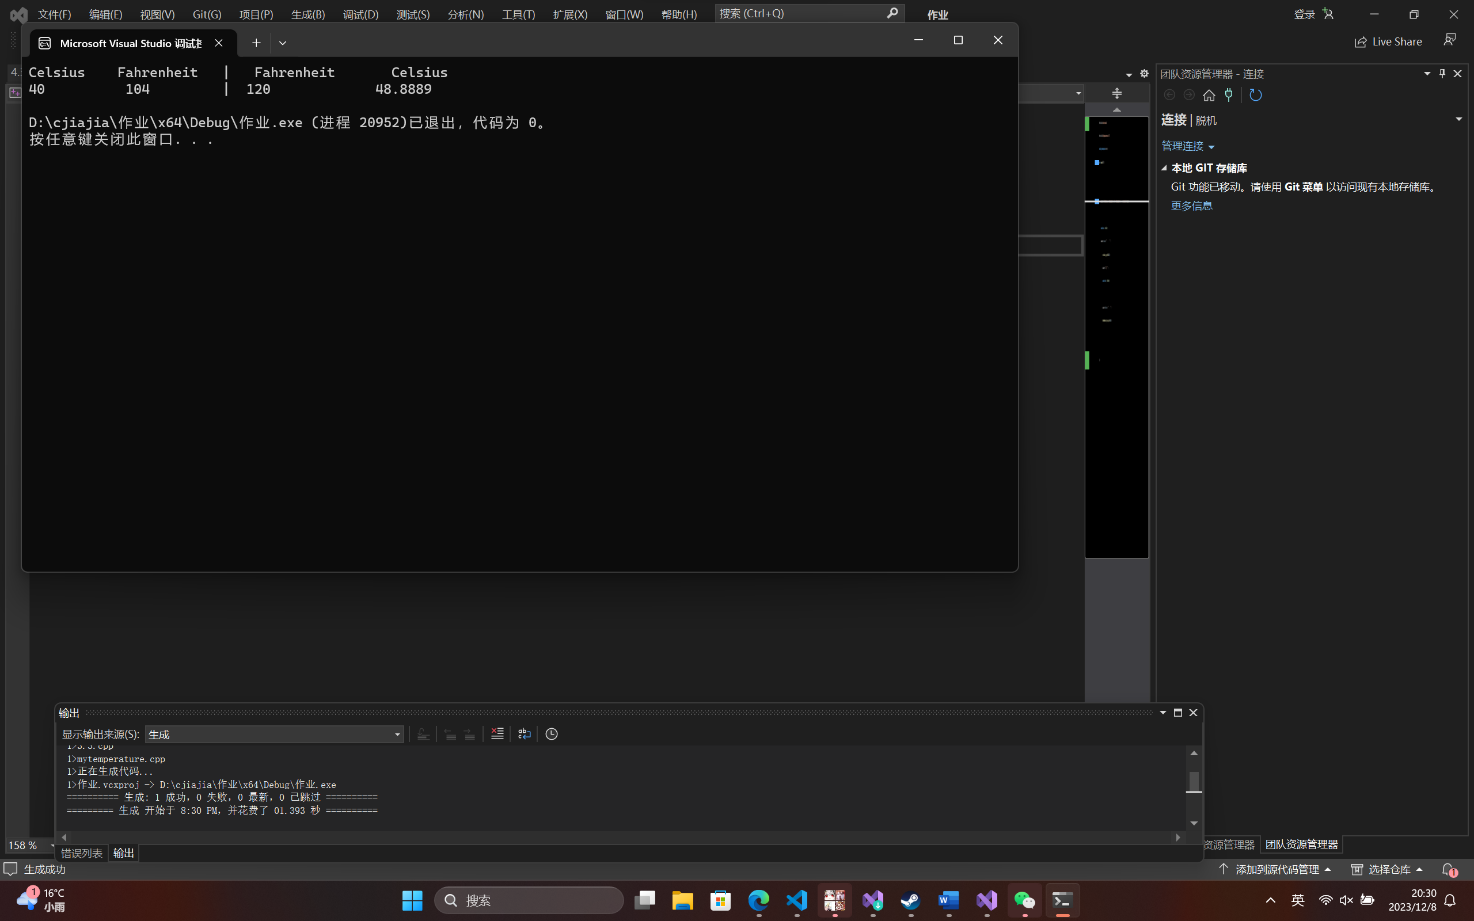 文件(F) 编辑(E) 视图(V) Git(G) 项目(P) 生成(B) 调试(D) 测试(S) 分析(N) 工具(T) 扩展(X) 窗口(W) 帮助(H) 搜索 (Ctrl+Q) 作业 登录
Microsoft Visual Studio 调试控
Live Share
Celsius Fahrenheit | Fahrenheit Celsius
40 104 | 120 48.8889
D:\cjiajia\作业\x64\Debug\作业.exe (进程 20952)已退出，代码为 0。
按任意键关闭此窗口. . .
团队资源管理器 - 连接
连接 | 脱机
管理连接
本地 GIT 存储库
Git 功能已移动。请使用 Git 菜单 以访问现有本地存储库。
更多信息
输出
显示输出来源(S): 生成
1>3.3.cpp
1>mytemperature.cpp
1>正在生成代码...
1>作业.vcxproj -> D:\cjiajia\作业\x64\Debug\作业.exe
========== 生成: 1 成功，0 失败，0 最新，0 已跳过 ==========
========= 生成 开始于 8:30 PM，并花费了 01.393 秒 ==========
158 %
错误列表 输出
资源管理器 团队资源管理器
生成成功
添加到源代码管理 选择仓库 1
1 16°C
小雨
搜索
英
20:30
2023/12/8